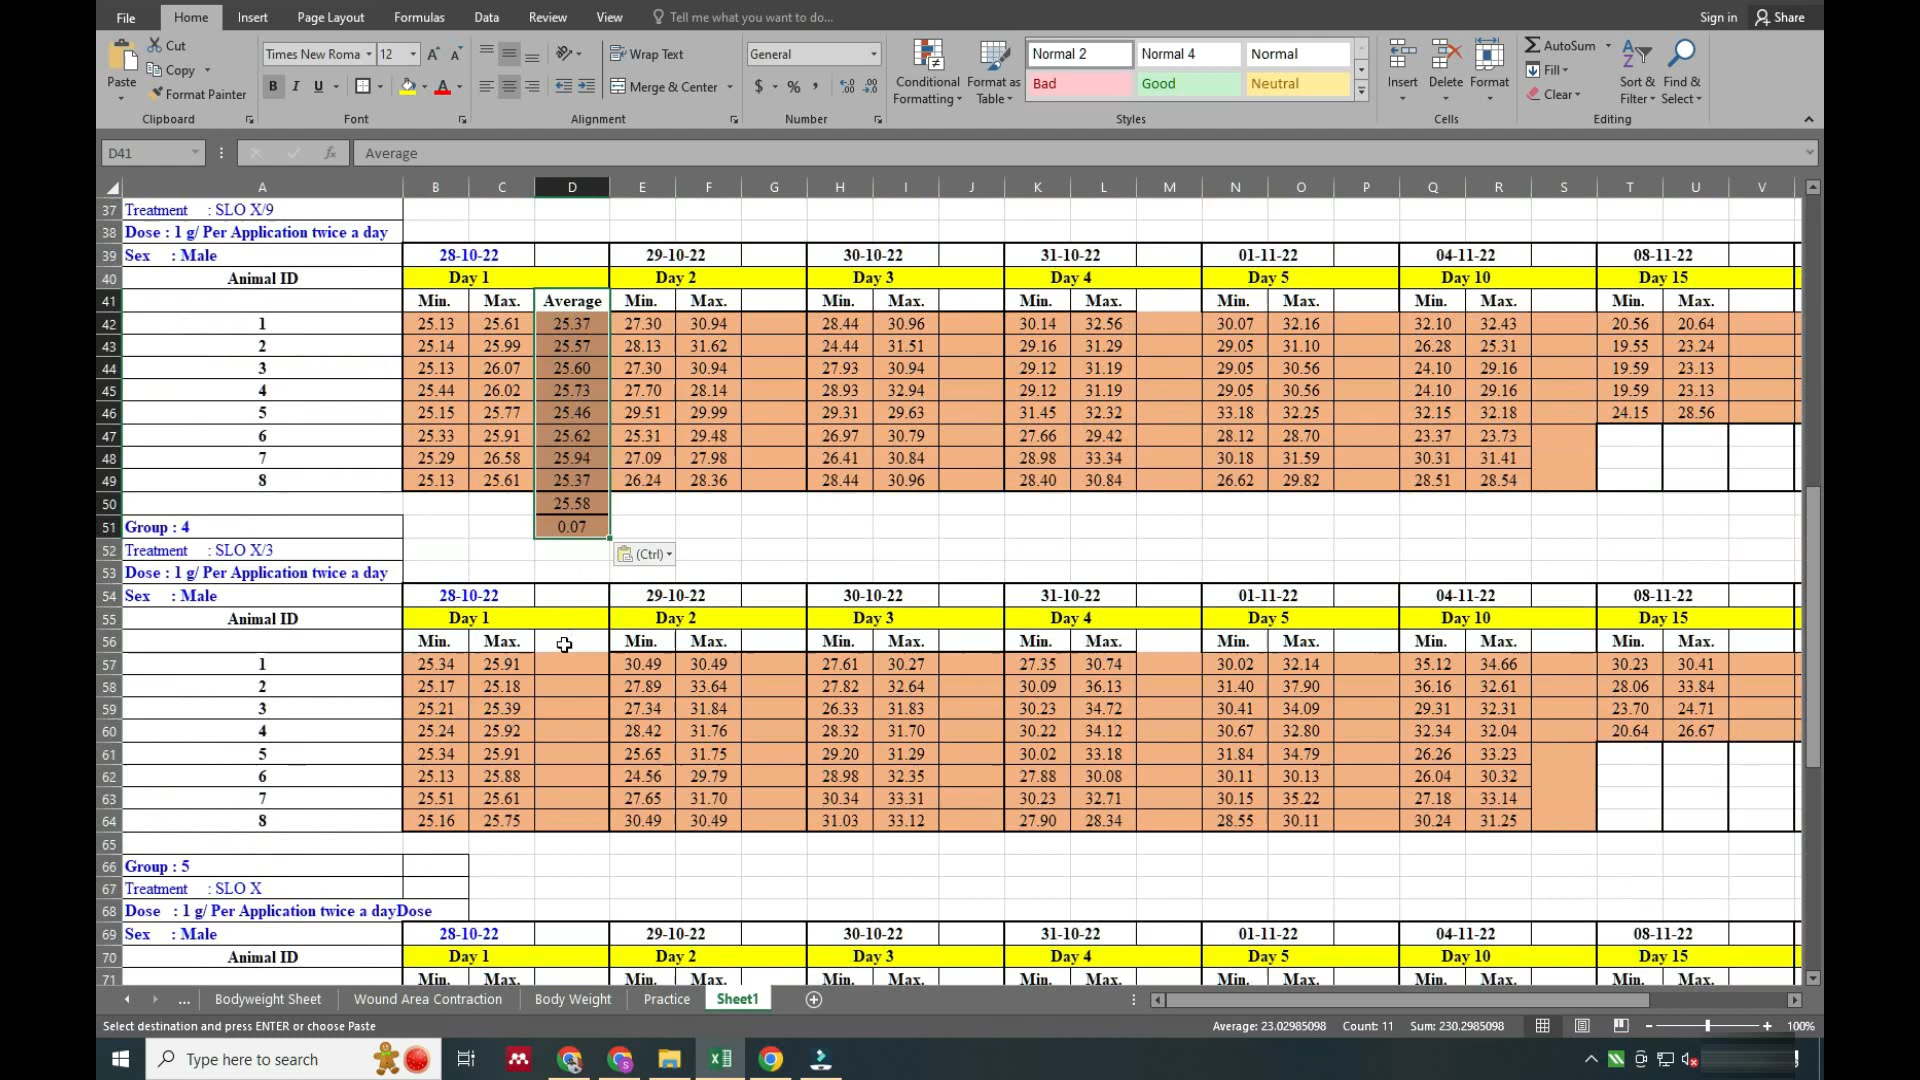 File Home Insert Page Layout Formulas Data Review View Tell me what you want to do... Sign in Share
Paste Cut Copy Format Painter
Times New Roma 12
B I U A
Wrap Text
Merge & Center
General
$ %
Conditional Formatting Format as Table
Normal 2 Normal 4 Normal
Bad Good Neutral
Insert Delete Format
AutoSum Fill Clear Sort & Filter Find & Select
Clipboard Font Alignment Number Styles Cells Editing
D41 fx Average
A B C D E F G H I J K L M N O P Q R S T U V
37 Treatment : SLO X/9
38 Dose : 1 g/ Per Application twice a day
39 Sex : Male 28-10-22 29-10-22 30-10-22 31-10-22 01-11-22 04-11-22 08-11-22
40 Animal ID Day 1 Day 2 Day 3 Day 4 Day 5 Day 10 Day 15
41 Min. Max. Average Min. Max. Min. Max. Min. Max. Min. Max. Min. Max. Min. Max.
42 1 25.13 25.61 25.37 27.30 30.94 28.44 30.96 30.14 32.56 30.07 32.16 32.10 32.43 20.56 20.64
43 2 25.14 25.99 25.57 28.13 31.62 24.44 31.51 29.16 31.29 29.05 31.10 26.28 25.31 19.55 23.24
44 3 25.13 26.07 25.60 27.30 30.94 27.93 30.94 29.12 31.19 29.05 30.56 24.10 29.16 19.59 23.13
45 4 25.44 26.02 25.73 27.70 28.14 28.93 32.94 29.12 31.19 29.05 30.56 24.10 29.16 19.59 23.13
46 5 25.15 25.77 25.46 29.51 29.99 29.31 29.63 31.45 32.32 33.18 32.25 32.15 32.18 24.15 28.56
47 6 25.33 25.91 25.62 25.31 29.48 26.97 30.79 27.66 29.42 28.12 28.70 23.37 23.73
48 7 25.29 26.58 25.94 27.09 27.98 26.41 30.84 28.98 33.34 30.18 31.59 30.31 31.41
49 8 25.13 25.61 25.37 26.24 28.36 28.44 30.96 28.40 30.84 26.62 29.82 28.51 28.54
50 25.58
51 Group : 4 0.07
52 Treatment : SLO X/3 (Ctrl)
53 Dose : 1 g/ Per Application twice a day
54 Sex : Male 28-10-22 29-10-22 30-10-22 31-10-22 01-11-22 04-11-22 08-11-22
55 Animal ID Day 1 Day 2 Day 3 Day 4 Day 5 Day 10 Day 15
56 Min. Max. Min. Max. Min. Max. Min. Max. Min. Max. Min. Max. Min. Max.
57 1 25.34 25.91 30.49 30.49 27.61 30.27 27.35 30.74 30.02 32.14 35.12 34.66 30.23 30.41
58 2 25.17 25.18 27.89 33.64 27.82 32.64 30.09 36.13 31.40 37.90 36.16 32.61 28.06 33.84
59 3 25.21 25.39 27.34 31.84 26.33 31.83 30.23 34.72 30.41 34.09 29.31 32.31 23.70 24.71
60 4 25.24 25.92 28.42 31.76 28.32 31.70 30.22 34.12 30.67 32.80 32.34 32.04 20.64 26.67
61 5 25.34 25.91 25.65 31.75 29.20 31.29 30.02 33.18 31.84 34.79 26.26 33.23
62 6 25.13 25.88 24.56 29.79 28.98 32.35 27.88 30.08 30.11 30.13 26.04 30.32
63 7 25.51 25.61 27.65 31.70 30.34 33.31 30.23 32.71 30.15 35.22 27.18 33.14
64 8 25.16 25.75 30.49 30.49 31.03 33.12 27.90 28.34 28.55 30.11 30.24 31.25
65
66 Group : 5
67 Treatment : SLO X
68 Dose : 1 g/ Per Application twice a dayDose
69 Sex : Male 28-10-22 29-10-22 30-10-22 31-10-22 01-11-22 04-11-22 08-11-22
70 Animal ID Day 1 Day 2 Day 3 Day 4 Day 5 Day 10 Day 15
71 Min. Max. Min. Max. Min. Max. Min. Max. Min. Max. Min. Max. Min. Max.
... Bodyweight Sheet Wound Area Contraction Body Weight Practice Sheet1
Select destination and press ENTER or choose Paste Average: 23.02985098 Count: 11 Sum: 230.2985098 100%
Type here to search